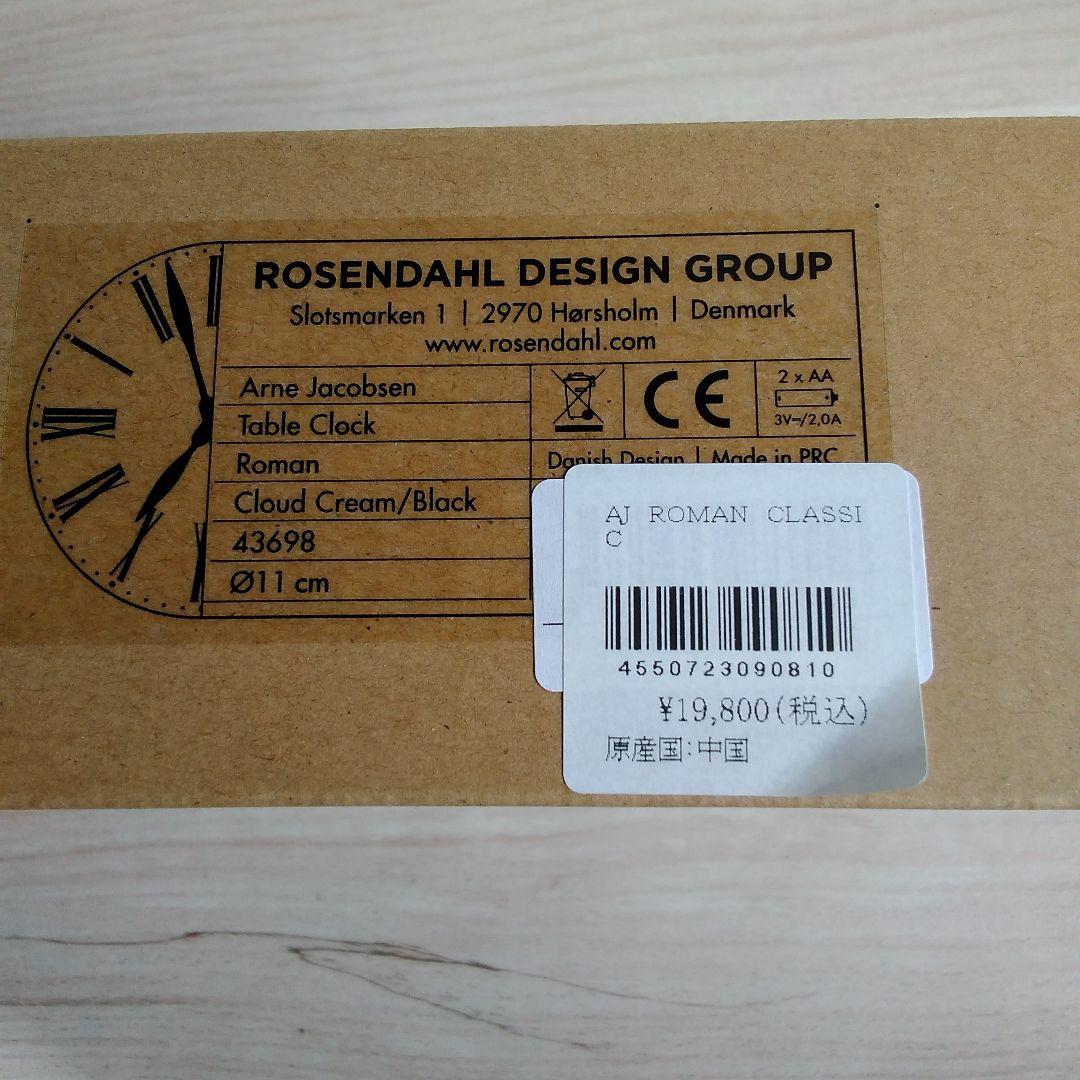 ROSENDAHL DESIGN GROUP
Slotsmarken 1 | 2970 Hørsholm | Denmark
www.rosendahl.com
Arne Jacobsen
Table Clock
Roman
Cloud Cream/Black
43698
Ø11 cm
CE
2 x AA
3V⎓/2,0A
Danish Design | Made in PRC
AJ ROMAN CLASSI
C
4550723090810
¥19,800(税込)
原産国:中国